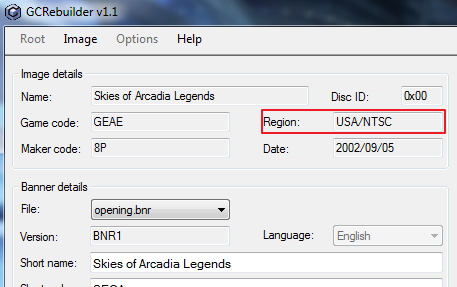 GCRebuilder v1.1
Root Image Options Help
Image details
Name: Skies of Arcadia Legends Disc ID: 0x00
Game code: GEAE Region: USA/NTSC
Maker code: 8P Date: 2002/09/05
Banner details
File: opening.bnr
Version: BNR1 Language: English
Short name: Skies of Arcadia Legends